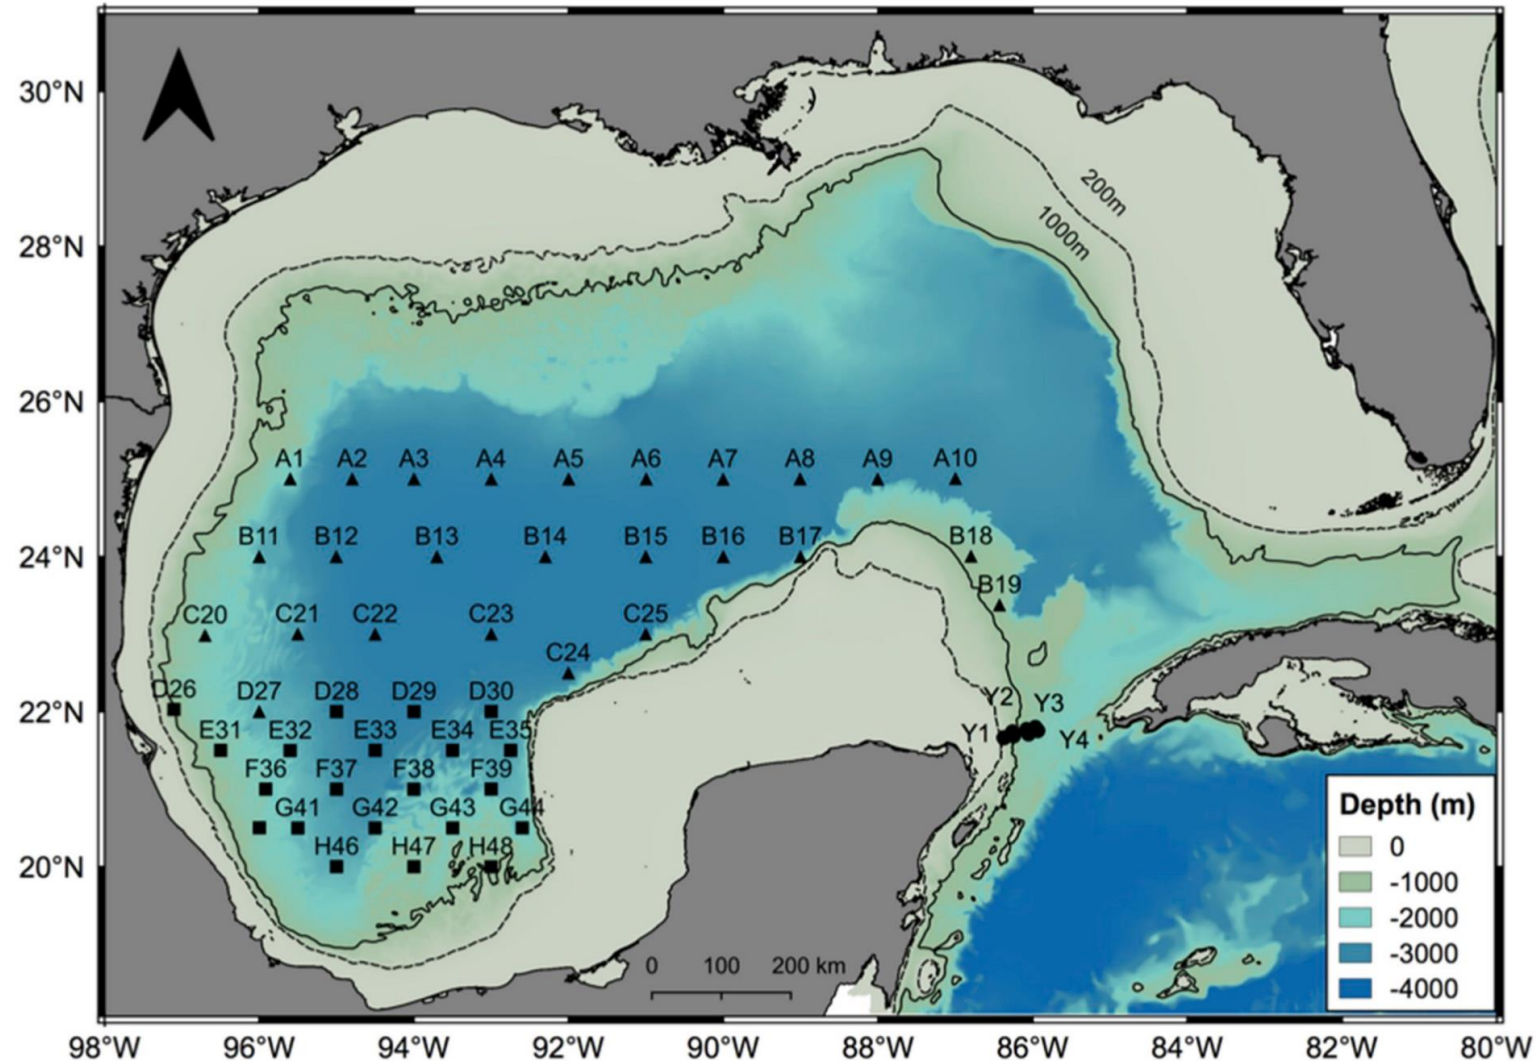 30°N
28°N
26°N
24°N
22°N
20°N
200m
1000m
A1 A2 A3 A4 A5 A6 A7 A8 A9 A10
B11 B12 B13 B14 B15 B16 B17 B18
B19
C20 C21 C22 C23 C25
C24
D26 D27 D28 D29 D30
Y2 Y3
E31 E32 E33 E34 E35 Y1 Y4
F36 F37 F38 F39
G41 G42 G43 G44
H46 H47 H48
Depth (m)
0
-1000
-2000
-3000
-4000
0 100 200 km
98°W 96°W 94°W 92°W 90°W 88°W 86°W 84°W 82°W 80°W